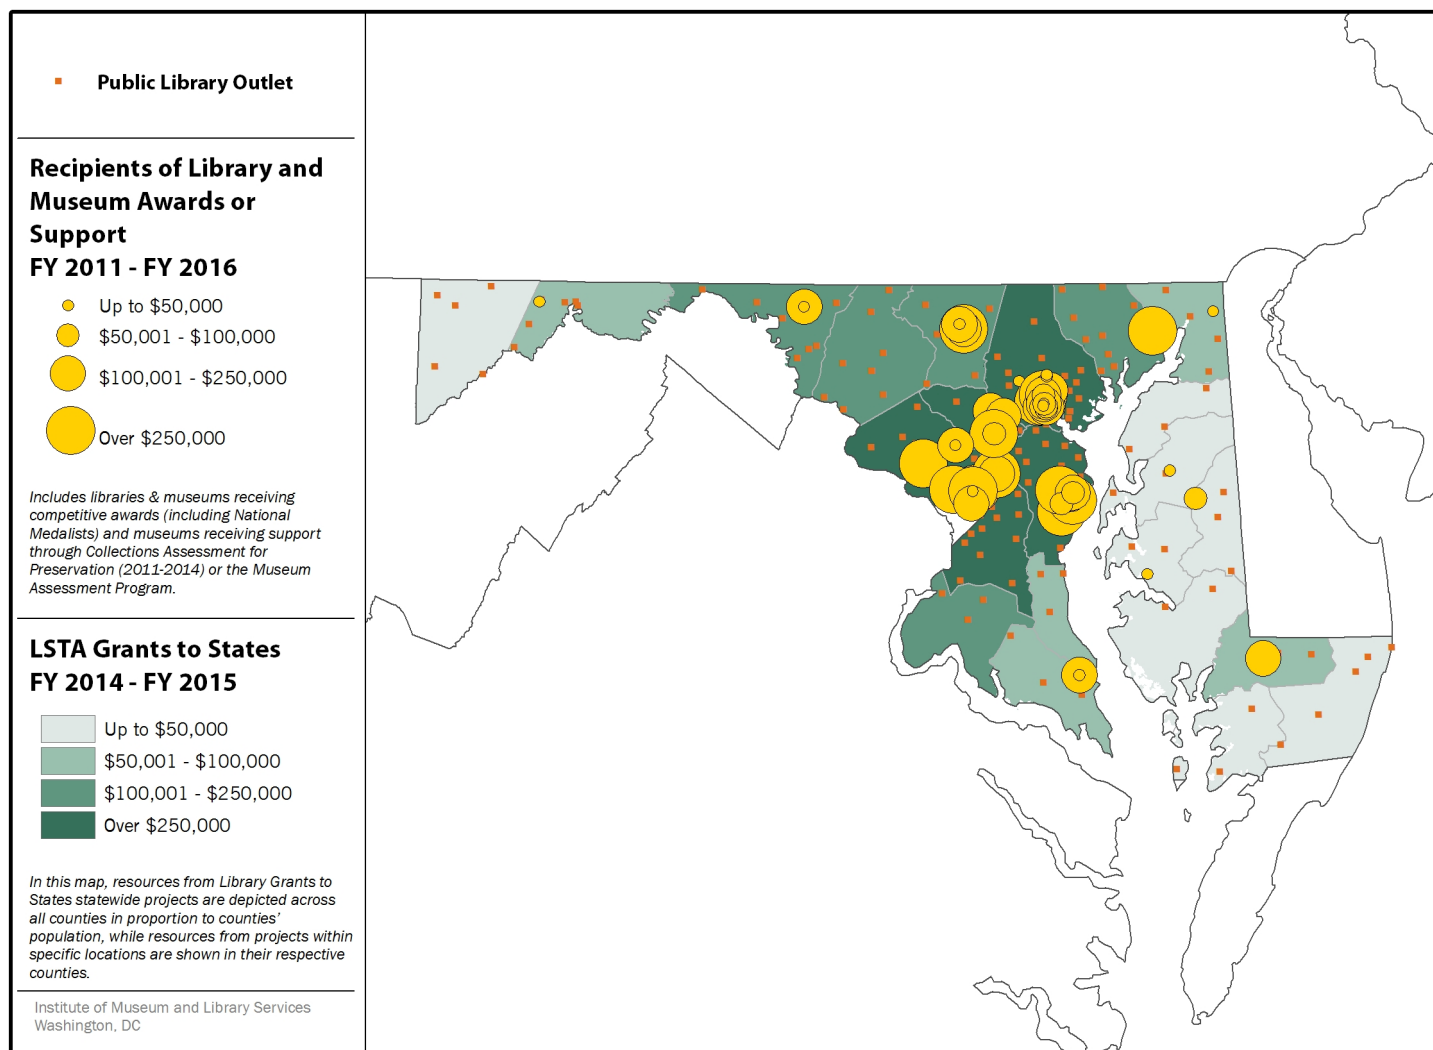 Public Library Outlet
Recipients of Library and
Museum Awards or
Support
FY 2011 - FY 2016
Up to $50,000
$50,001 - $100,000
$100,001 - $250,000
Over $250,000
Includes libraries & museums receiving
competitive awards (including National
Medalists) and museums receiving support
through Collections Assessment for
Preservation (2011-2014) or the Museum
Assessment Program.
LSTA Grants to States
FY 2014 - FY 2015
Up to $50,000
$50,001 - $100,000
$100,001 - $250,000
Over $250,000
In this map, resources from Library Grants to
States statewide projects are depicted across
all counties in proportion to counties’
population, while resources from projects within
specific locations are shown in their respective
counties.
Institute of Museum and Library Services
Washington, DC